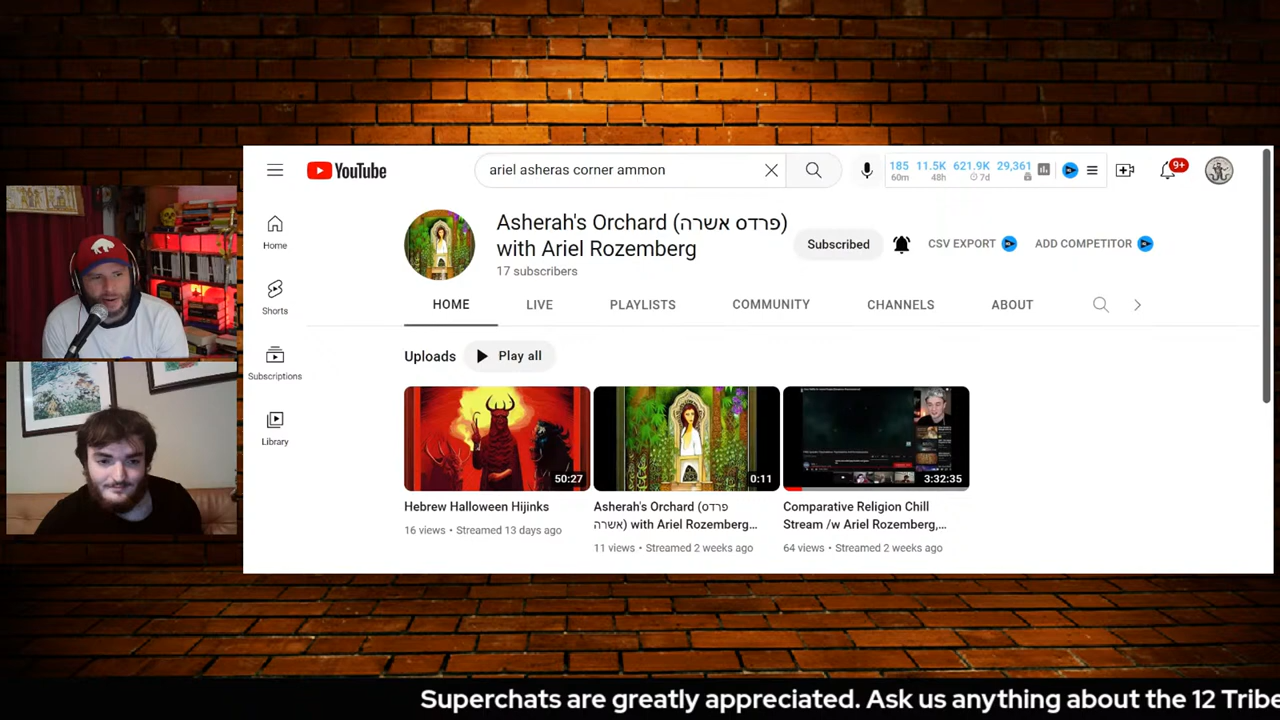 YouTube
ariel asheras corner ammon
185 11.5K 621.9K 29,361
60m 48h 7d
9+
Home
Shorts
Subscriptions
Library
Asherah's Orchard (פרדס אשרה)
with Ariel Rozemberg
17 subscribers
Subscribed
CSV EXPORT
ADD COMPETITOR
HOME LIVE PLAYLISTS COMMUNITY CHANNELS ABOUT
Uploads Play all
50:27
0:11
3:32:35
Hebrew Halloween Hijinks
16 views • Streamed 13 days ago
Asherah's Orchard (פרדס
אשרה) with Ariel Rozemberg...
11 views • Streamed 2 weeks ago
Comparative Religion Chill
Stream /w Ariel Rozemberg,...
64 views • Streamed 2 weeks ago
Superchats are greatly appreciated. Ask us anything about the 12 Tribe